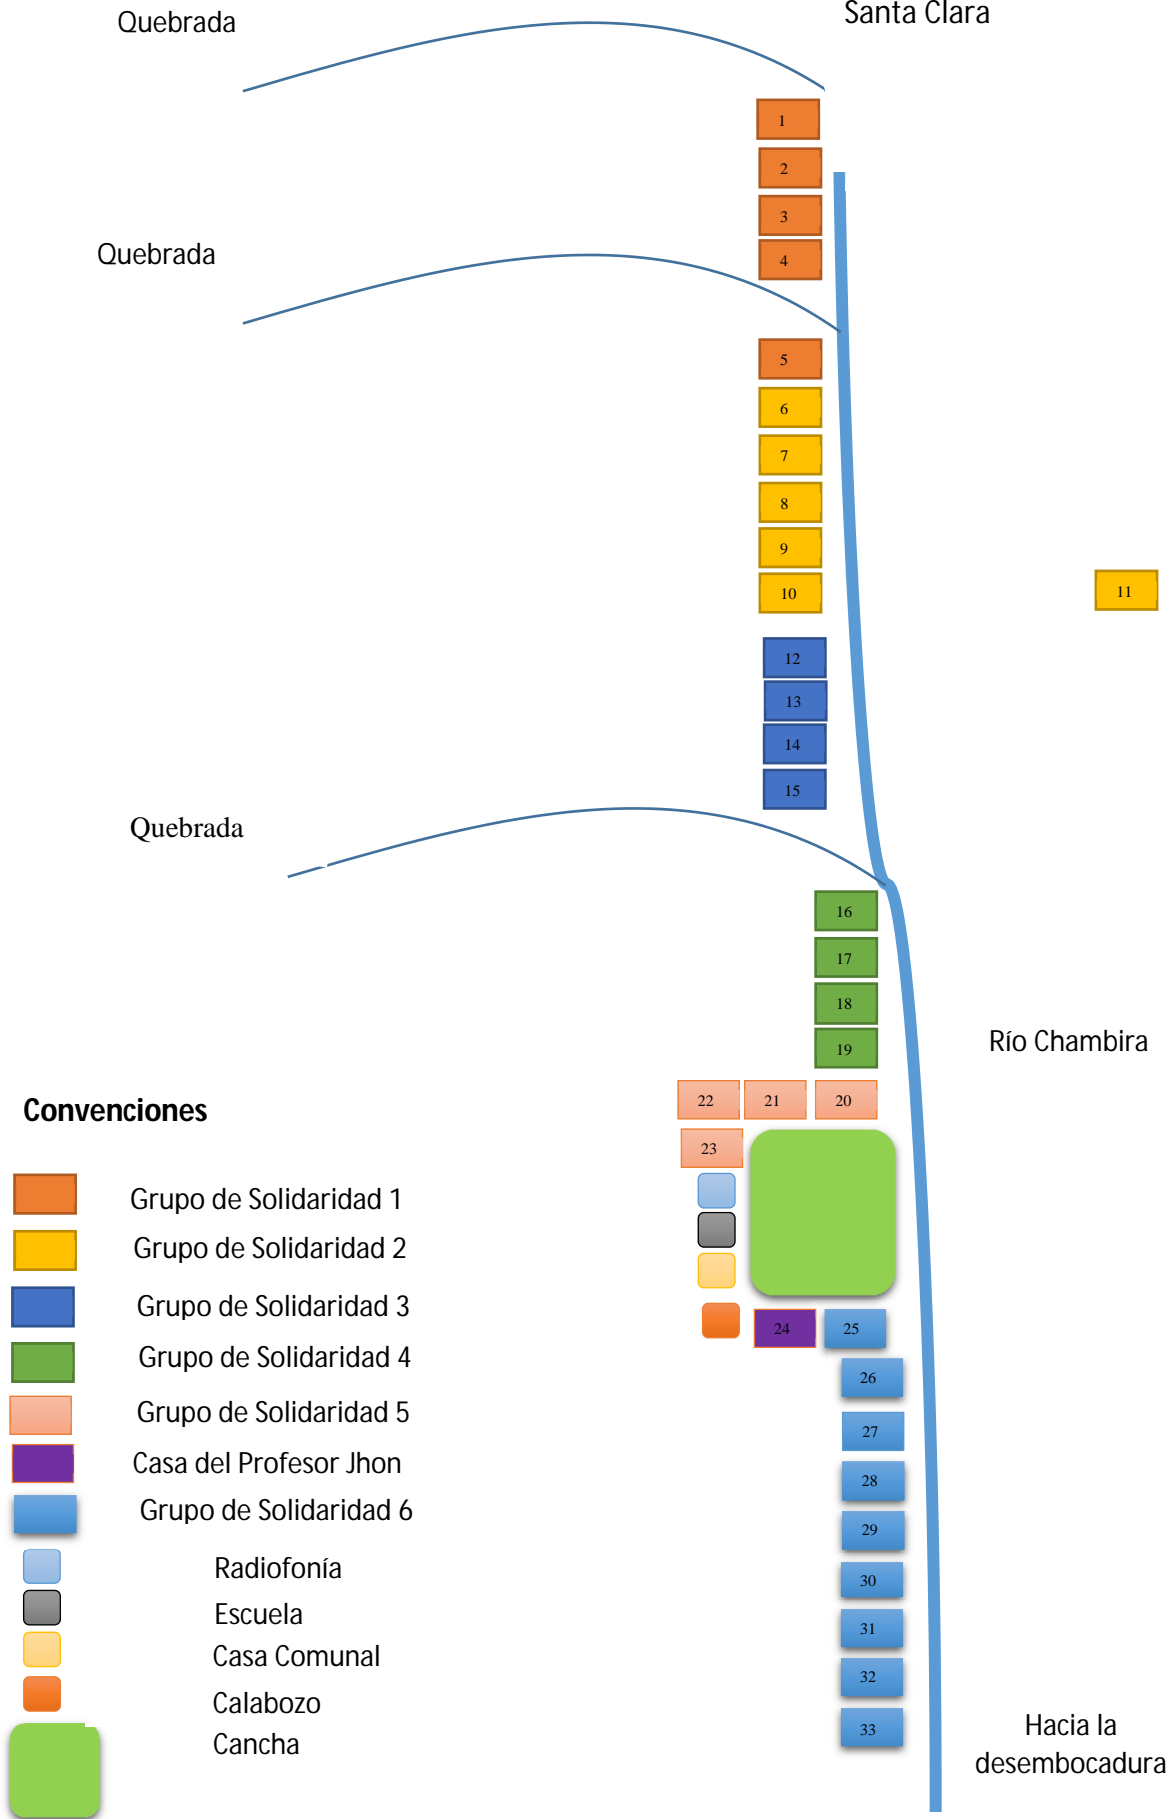 Quebrada
Santa Clara
1
2
3
Quebrada
4
5
6
7
8
9
10
11
12
13
14
15
Quebrada
16
17
18
19
Río Chambira
22
21
20
23
24
25
26
27
28
29
30
31
32
33
Hacia la
desembocadura
Convenciones
Grupo de Solidaridad 1
Grupo de Solidaridad 2
Grupo de Solidaridad 3
Grupo de Solidaridad 4
Grupo de Solidaridad 5
Casa del Profesor Jhon
Grupo de Solidaridad 6
Radiofonía
Escuela
Casa Comunal
Calabozo
Cancha